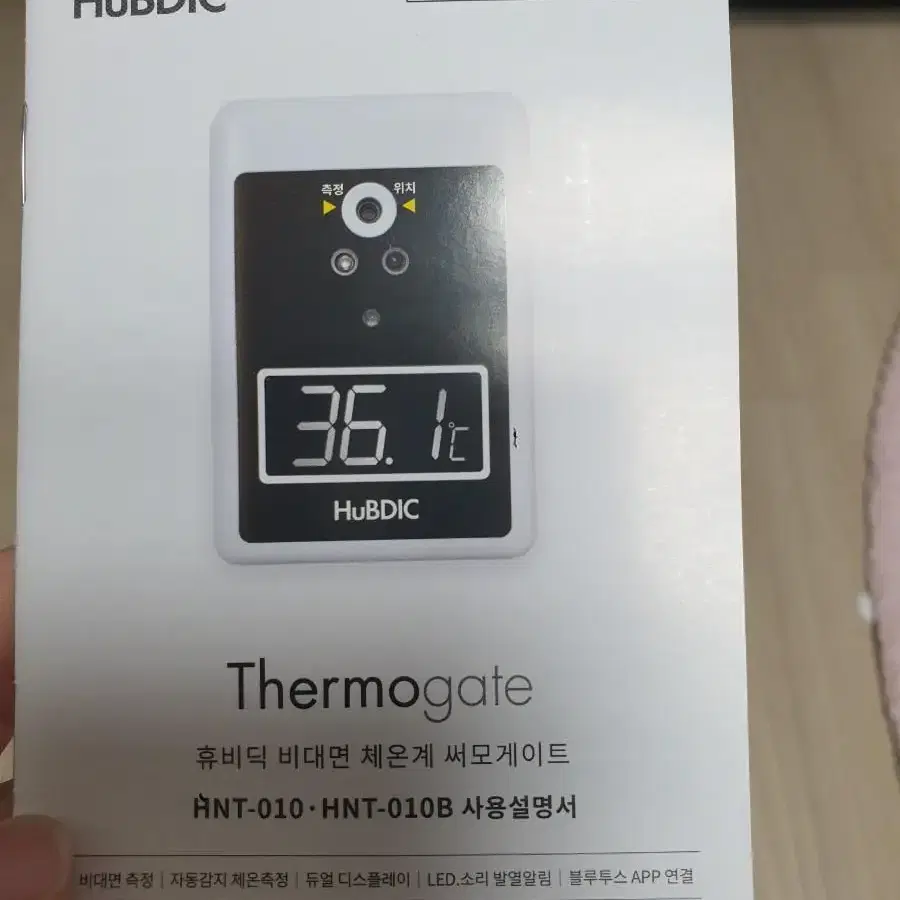 HuBDIC
측정 위치
36.1℃
HuBDIC
Thermogate
휴비딕 비대면 체온계 써모게이트
HNT-010·HNT-010B 사용설명서
비대면 측정 | 자동감지 체온측정 | 듀얼 디스플레이 | LED.소리 발열알림 | 블루투스 APP 연결